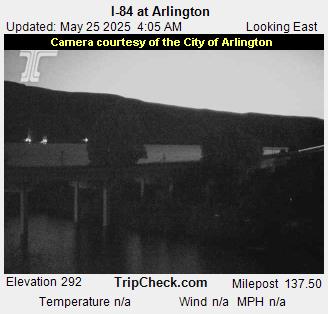 I-84 at Arlington
Updated: May 25 2025 4:05 AM Looking East
Camera courtesy of the City of Arlington
Elevation 292 TripCheck.com Milepost 137.50
Temperature n/a Wind n/a MPH n/a